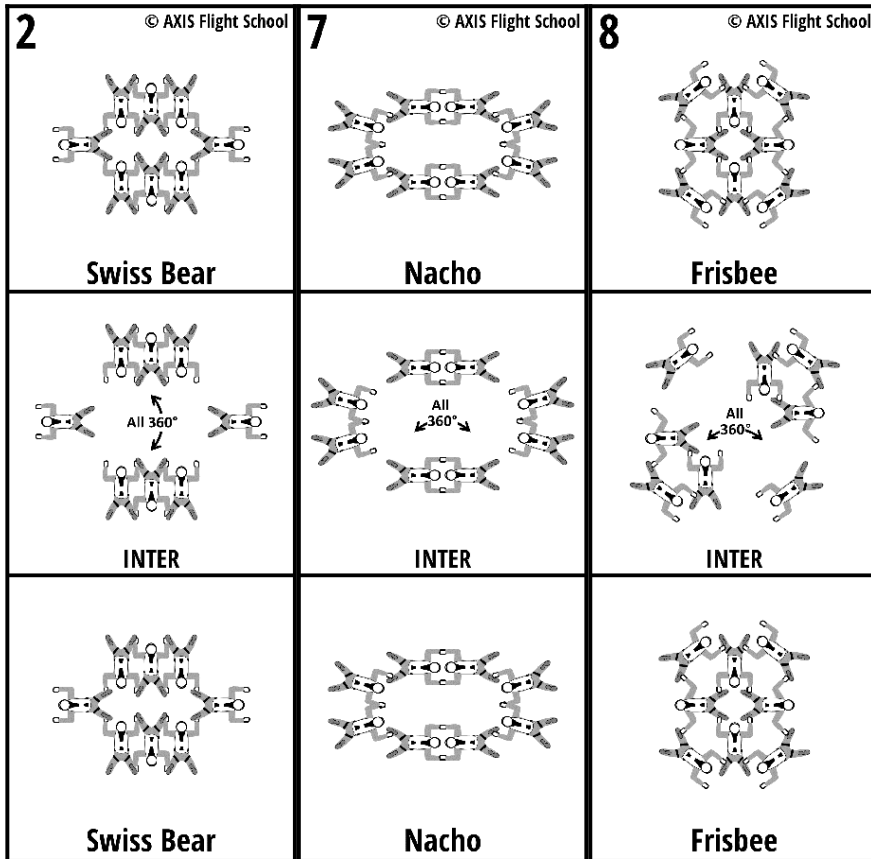 2 © AXIS Flight School
Swiss Bear
All 360°
INTER
Swiss Bear
7 © AXIS Flight School
Nacho
All
360°
INTER
Nacho
8 © AXIS Flight School
Frisbee
All
360°
INTER
Frisbee